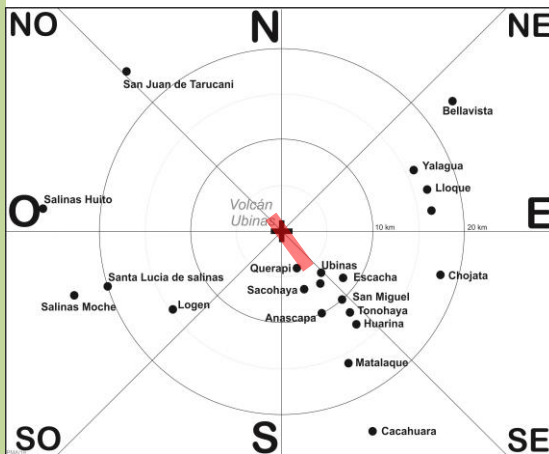 NO
N
NE
San Juan de Tarucani
Bellavista
Yalagua
Lloque
Salinas Huito
Volcán
Ubinas
O
10 km
20 km
E
Querapi
Ubinas
Escacha
Chojata
Santa Lucia de salinas
Sacohaya
San Miguel
Salinas Moche
Logen
Anascapa
Tonohaya
Huarina
Matalaque
Cacahuara
SO
S
SE